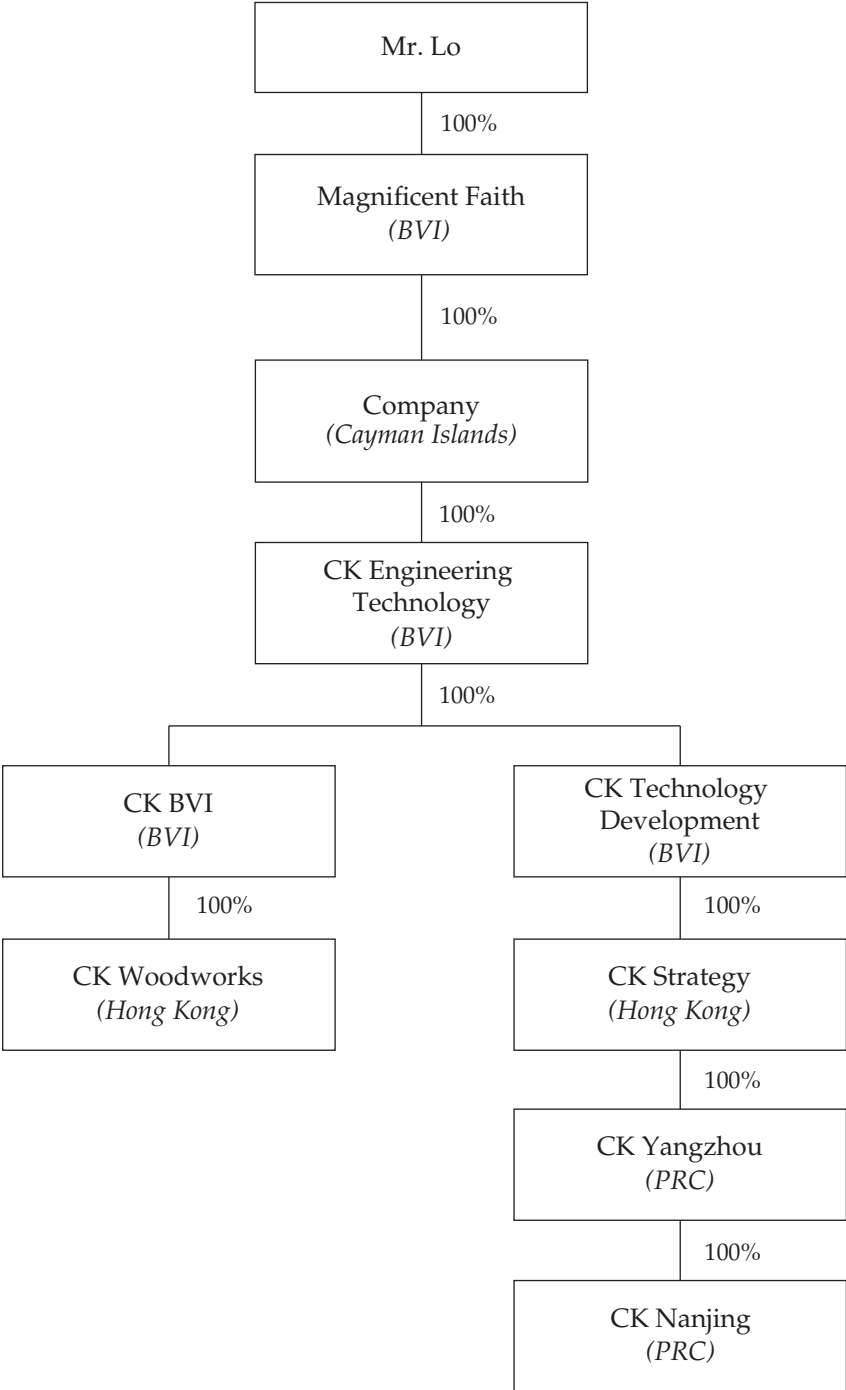 Mr. Lo
100%
Magnificent Faith
(BVI)
100%
Company
(Cayman Islands)
100%
CK Engineering
Technology
(BVI)
100%
CK BVI
(BVI)
CK Technology
Development
(BVI)
100%
100%
CK Woodworks
(Hong Kong)
CK Strategy
(Hong Kong)
100%
CK Yangzhou
(PRC)
100%
CK Nanjing
(PRC)